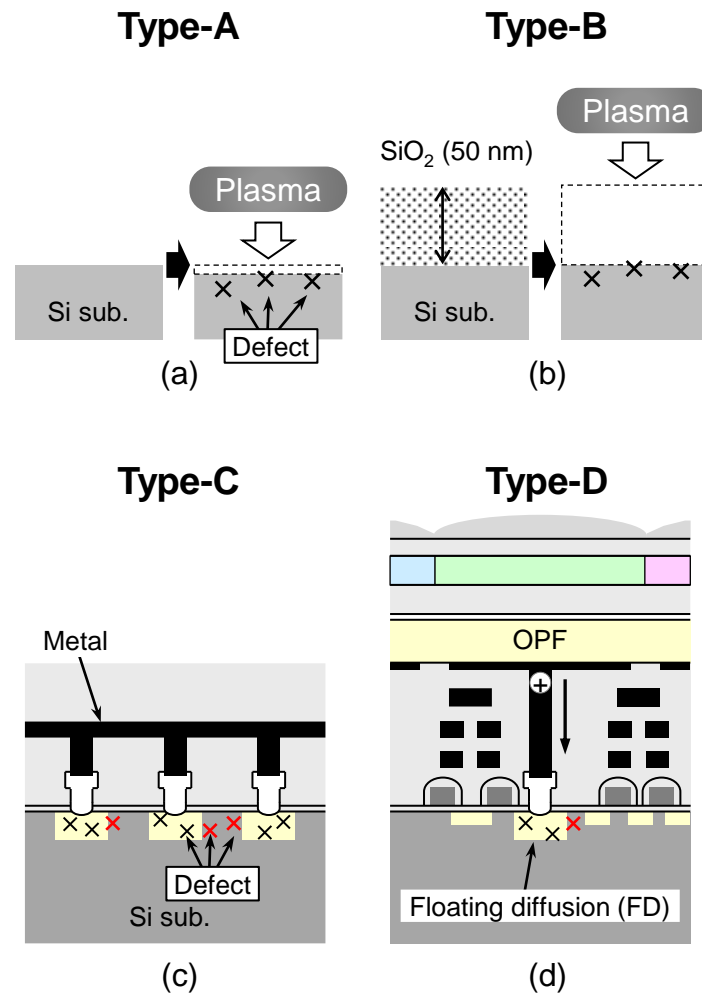 Type-A
Type-B
Plasma
Plasma
SiO₂ (50 nm)
Si sub.
Defect
Si sub.
(a)
(b)
Type-C
Type-D
Metal
OPF
+
Defect
Si sub.
Floating diffusion (FD)
(c)
(d)